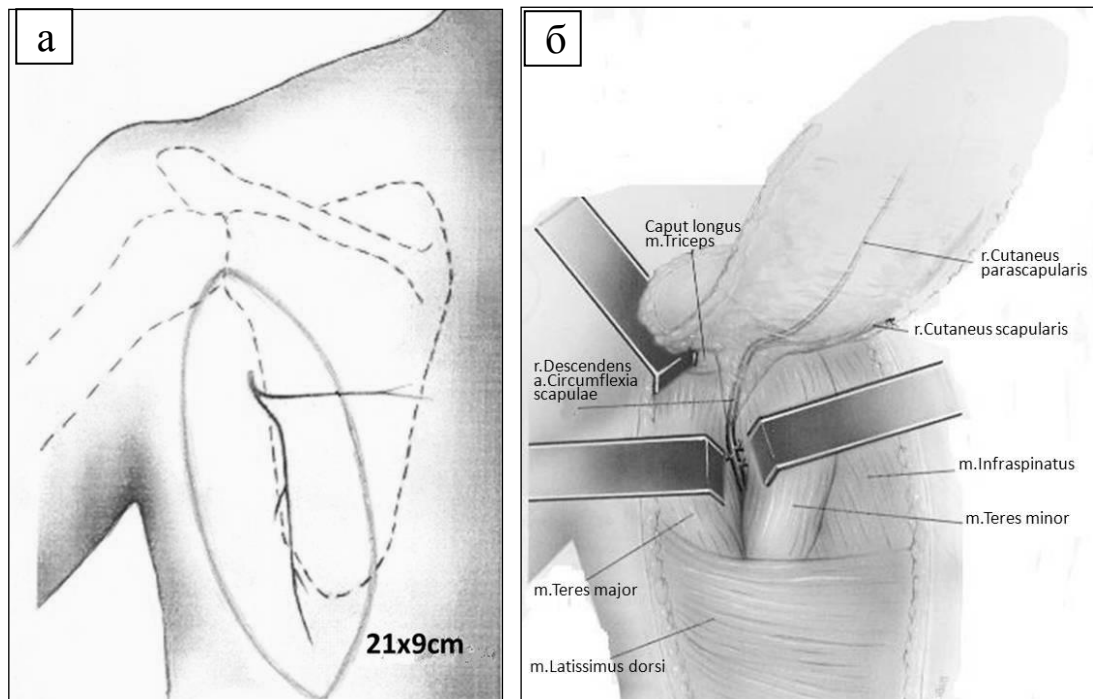 а
21x9cm
б
Caput longus
m.Triceps
r.Cutaneus
parascapularis
r.Cutaneus scapularis
r.Descendens
a.Circumflexia
scapulae
m.Infraspinatus
m.Teres minor
m.Teres major
m.Latissimus dorsi